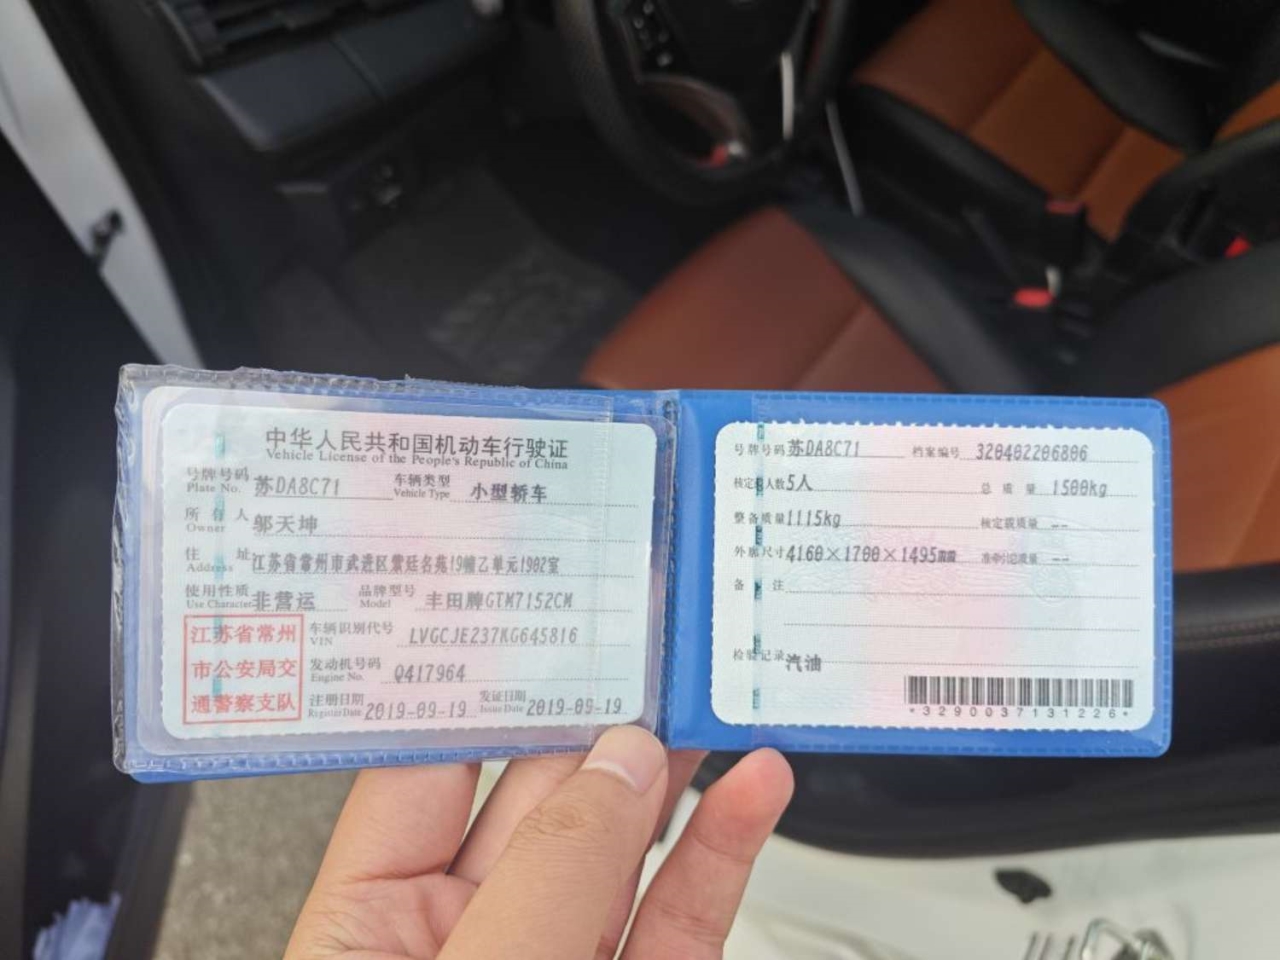 中华人民共和国机动车行驶证
Vehicle License of the People's Republic of China
号牌号码 苏DA8C71 车辆类型 小型轿车
Plate No. Vehicle Type
所有人 邬天坤
Owner
住址 江苏省常州市武进区紫廷名苑19幢乙单元1902室
Address
使用性质 非营运 品牌型号 丰田牌GTM7152CM
Use Character Model
江苏省常州
市公安局交
通警察支队
车辆识别代号 LVGCJE237KG645816
VIN
发动机号码 Q417964
Engine No.
注册日期 2019-09-19 发证日期 2019-09-19
Register Date Issue Date
号牌号码 苏DA8C71 档案编号 320402206806
核定载人数 5人 总质量 1500kg
整备质量 1115kg 核定载质量 --
外廓尺寸 4160×1700×1495 准牵引总质量 --
备注
检验记录 汽油
*3290037131226*